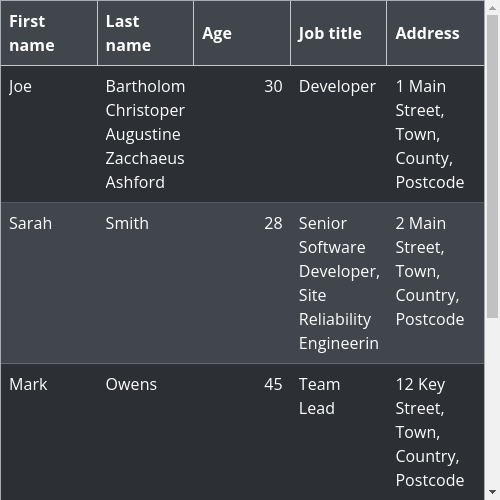 First name
Last name
Age
Job title
Address
Joe
Bartholom
Christoper
Augustine
Zacchaeus
Ashford
30
Developer
1 Main
Street,
Town,
County,
Postcode
Sarah
Smith
28
Senior
Software
Developer,
Site
Reliability
Engineerin
2 Main
Street,
Town,
Country,
Postcode
Mark
Owens
45
Team
Lead
12 Key
Street,
Town,
Country,
Postcode